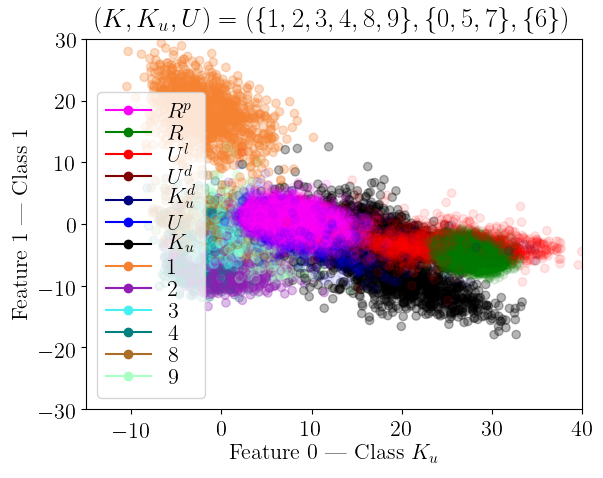 (K, K_u, U) = ({1, 2, 3, 4, 8, 9}, {0, 5, 7}, {6})
Feature 1 — Class 1
30
20
10
0
−10
−20
−30
R^p
R
U^l
U^d
K_u^d
U
K_u
1
2
3
4
8
9
−10 0 10 20 30 40
Feature 0 — Class K_u